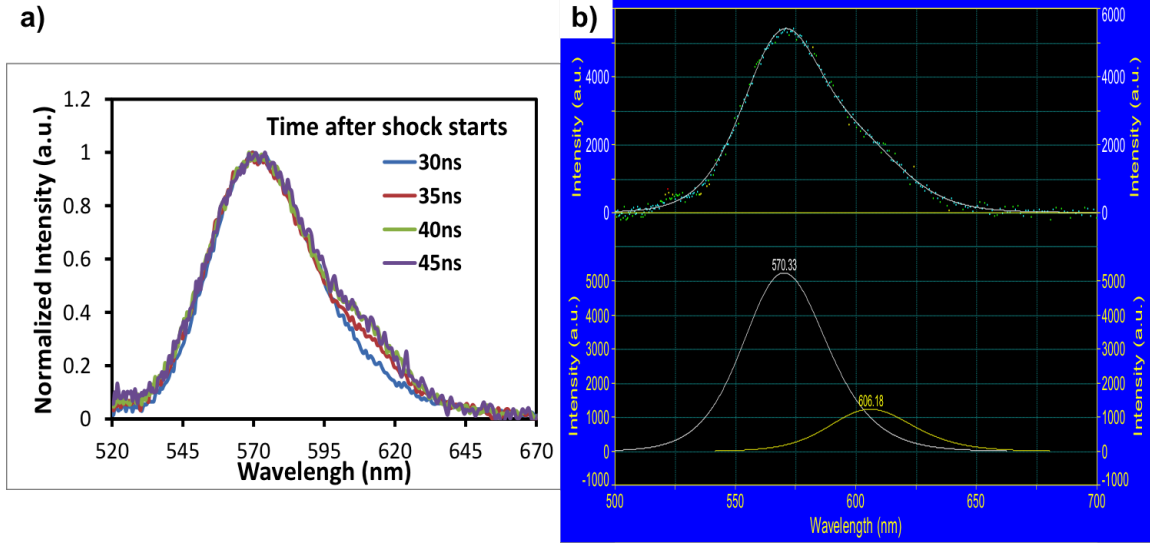 a)
Normalized Intensity (a.u.)
1.2
1
0.8
0.6
0.4
0.2
0
Time after shock starts
30ns
35ns
40ns
45ns
520 545 570 595 620 645 670
Wavelengh (nm)
b)
Intensity (a.u.)
4000
2000
0
6000
4000
2000
0
Intensity (a.u.)
Intensity (a.u.)
5000
4000
3000
2000
1000
0
-1000
570.33
606.18
5000
4000
3000
2000
1000
0
-1000
Intensity (a.u.)
500 550 600 650 700
Wavelength (nm)